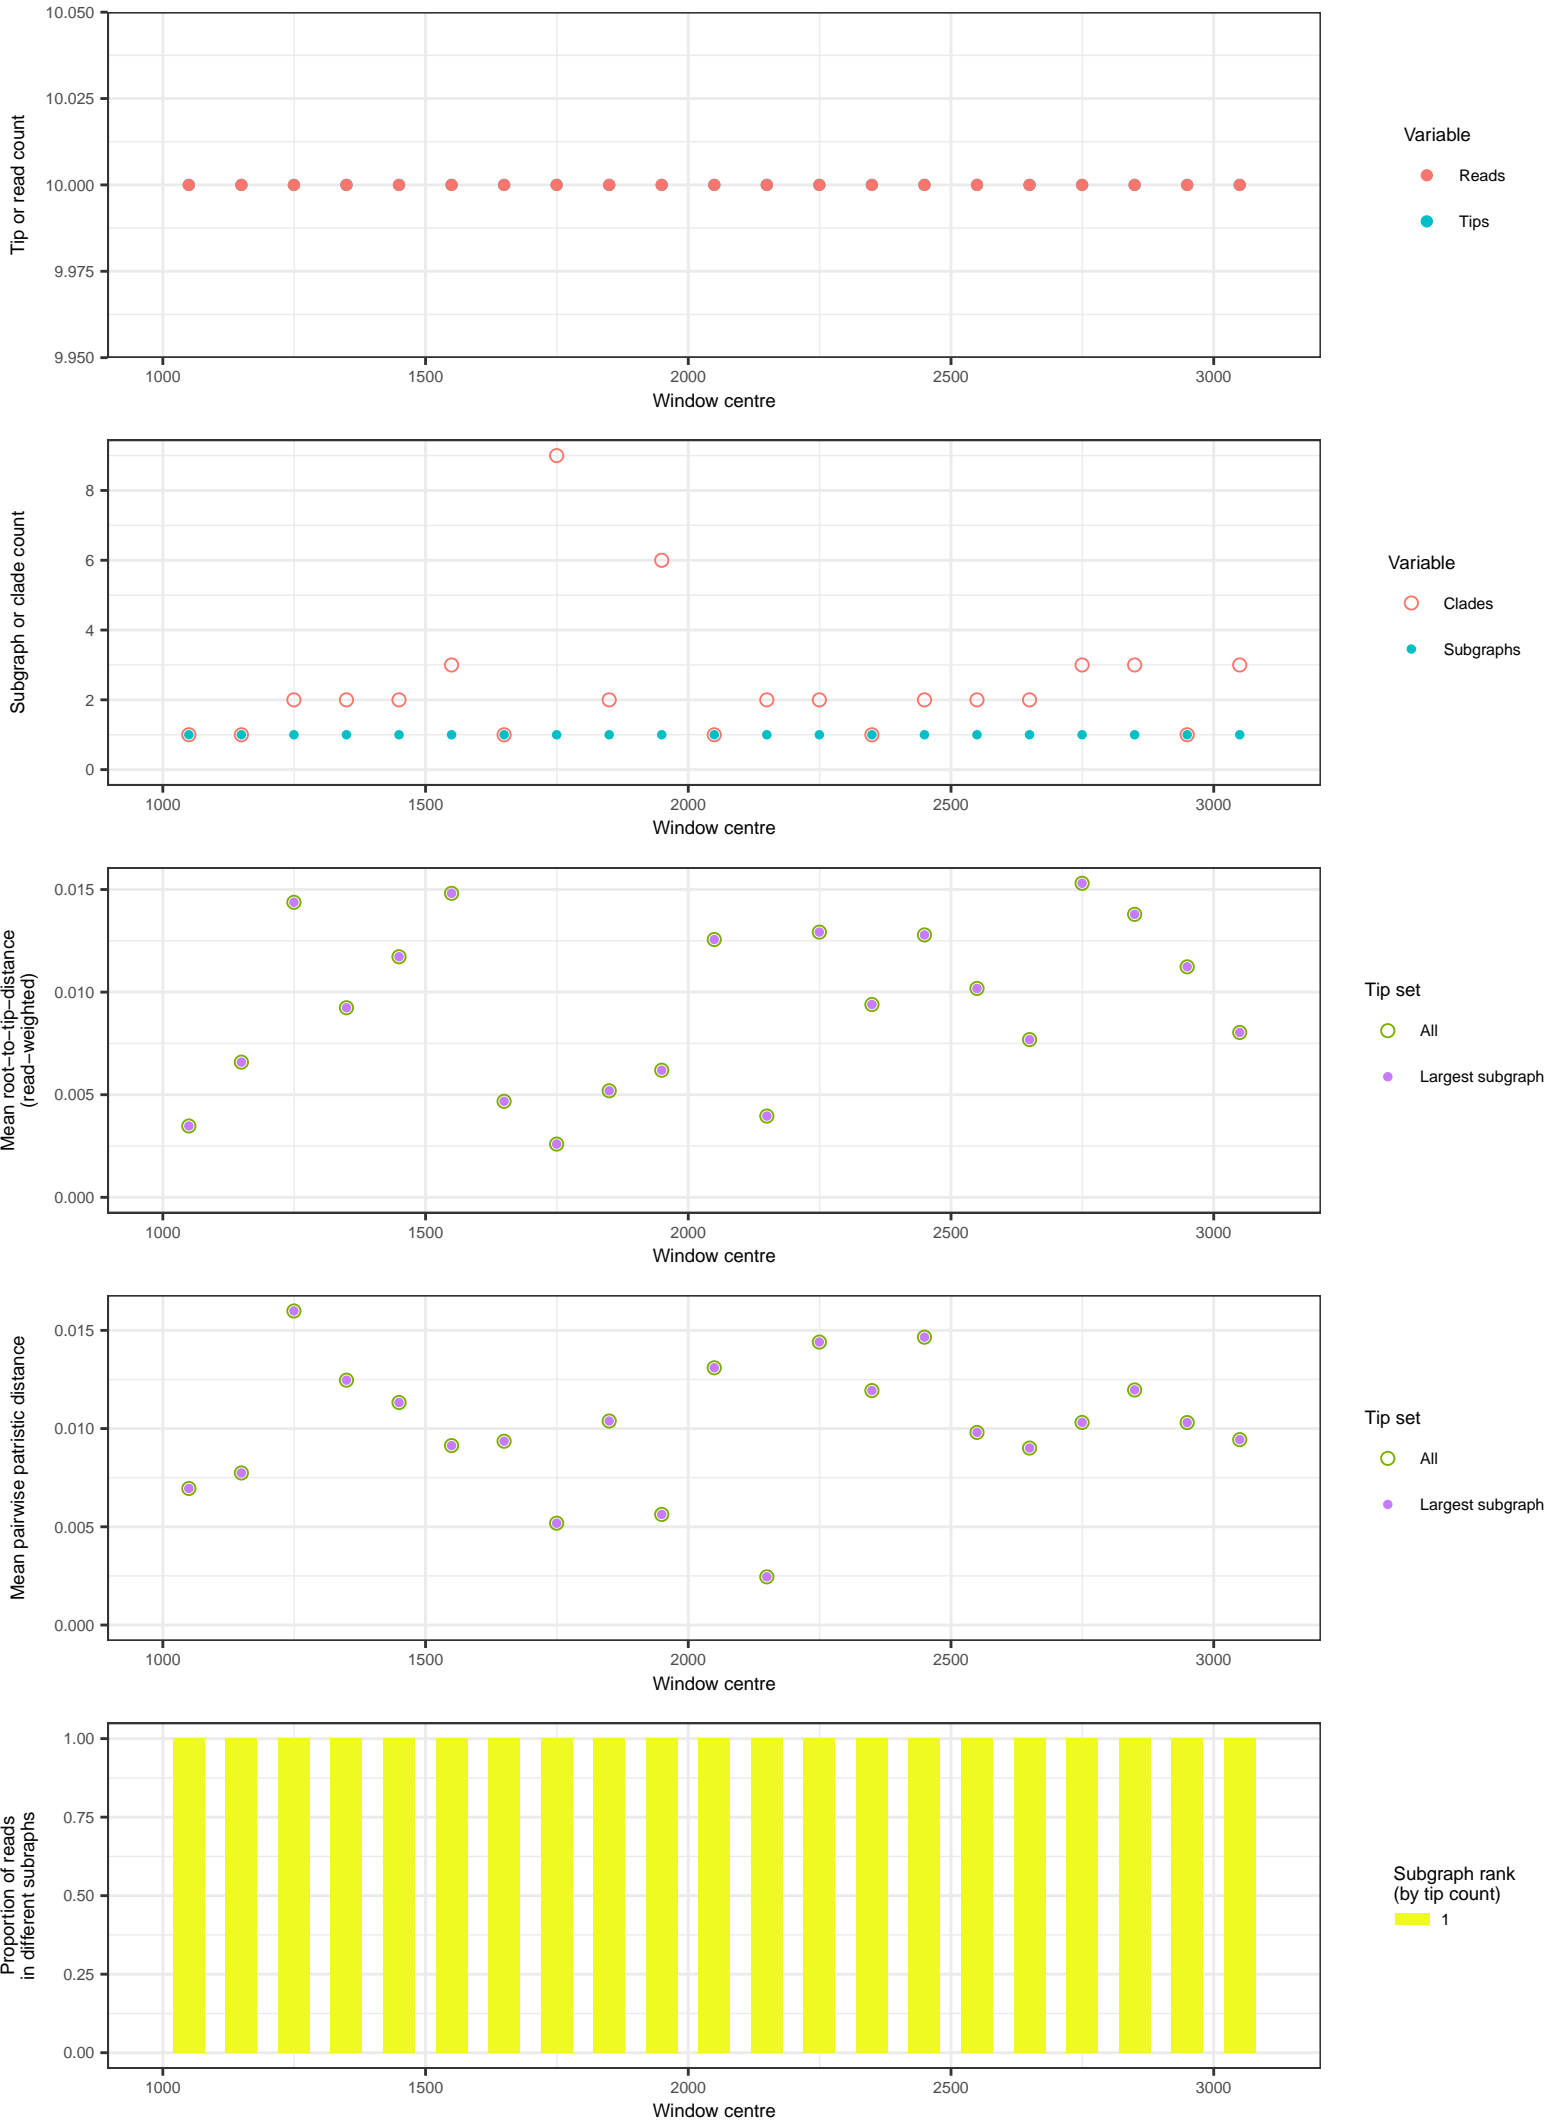 Tip or read count
10.050
10.025
10.000
9.975
9.950
1000 1500 2000 2500 3000
Window centre
Variable
Reads
Tips
Subgraph or clade count
8
6
4
2
0
1000 1500 2000 2500 3000
Window centre
Variable
Clades
Subgraphs
Mean root−to−tip−distance
(read−weighted)
0.015
0.010
0.005
0.000
1000 1500 2000 2500 3000
Window centre
Tip set
All
Largest subgraph
Mean pairwise patristic distance
0.015
0.010
0.005
0.000
1000 1500 2000 2500 3000
Window centre
Tip set
All
Largest subgraph
Proportion of reads
in different subraphs
1.00
0.75
0.50
0.25
0.00
1000 1500 2000 2500 3000
Window centre
Subgraph rank
(by tip count)
1